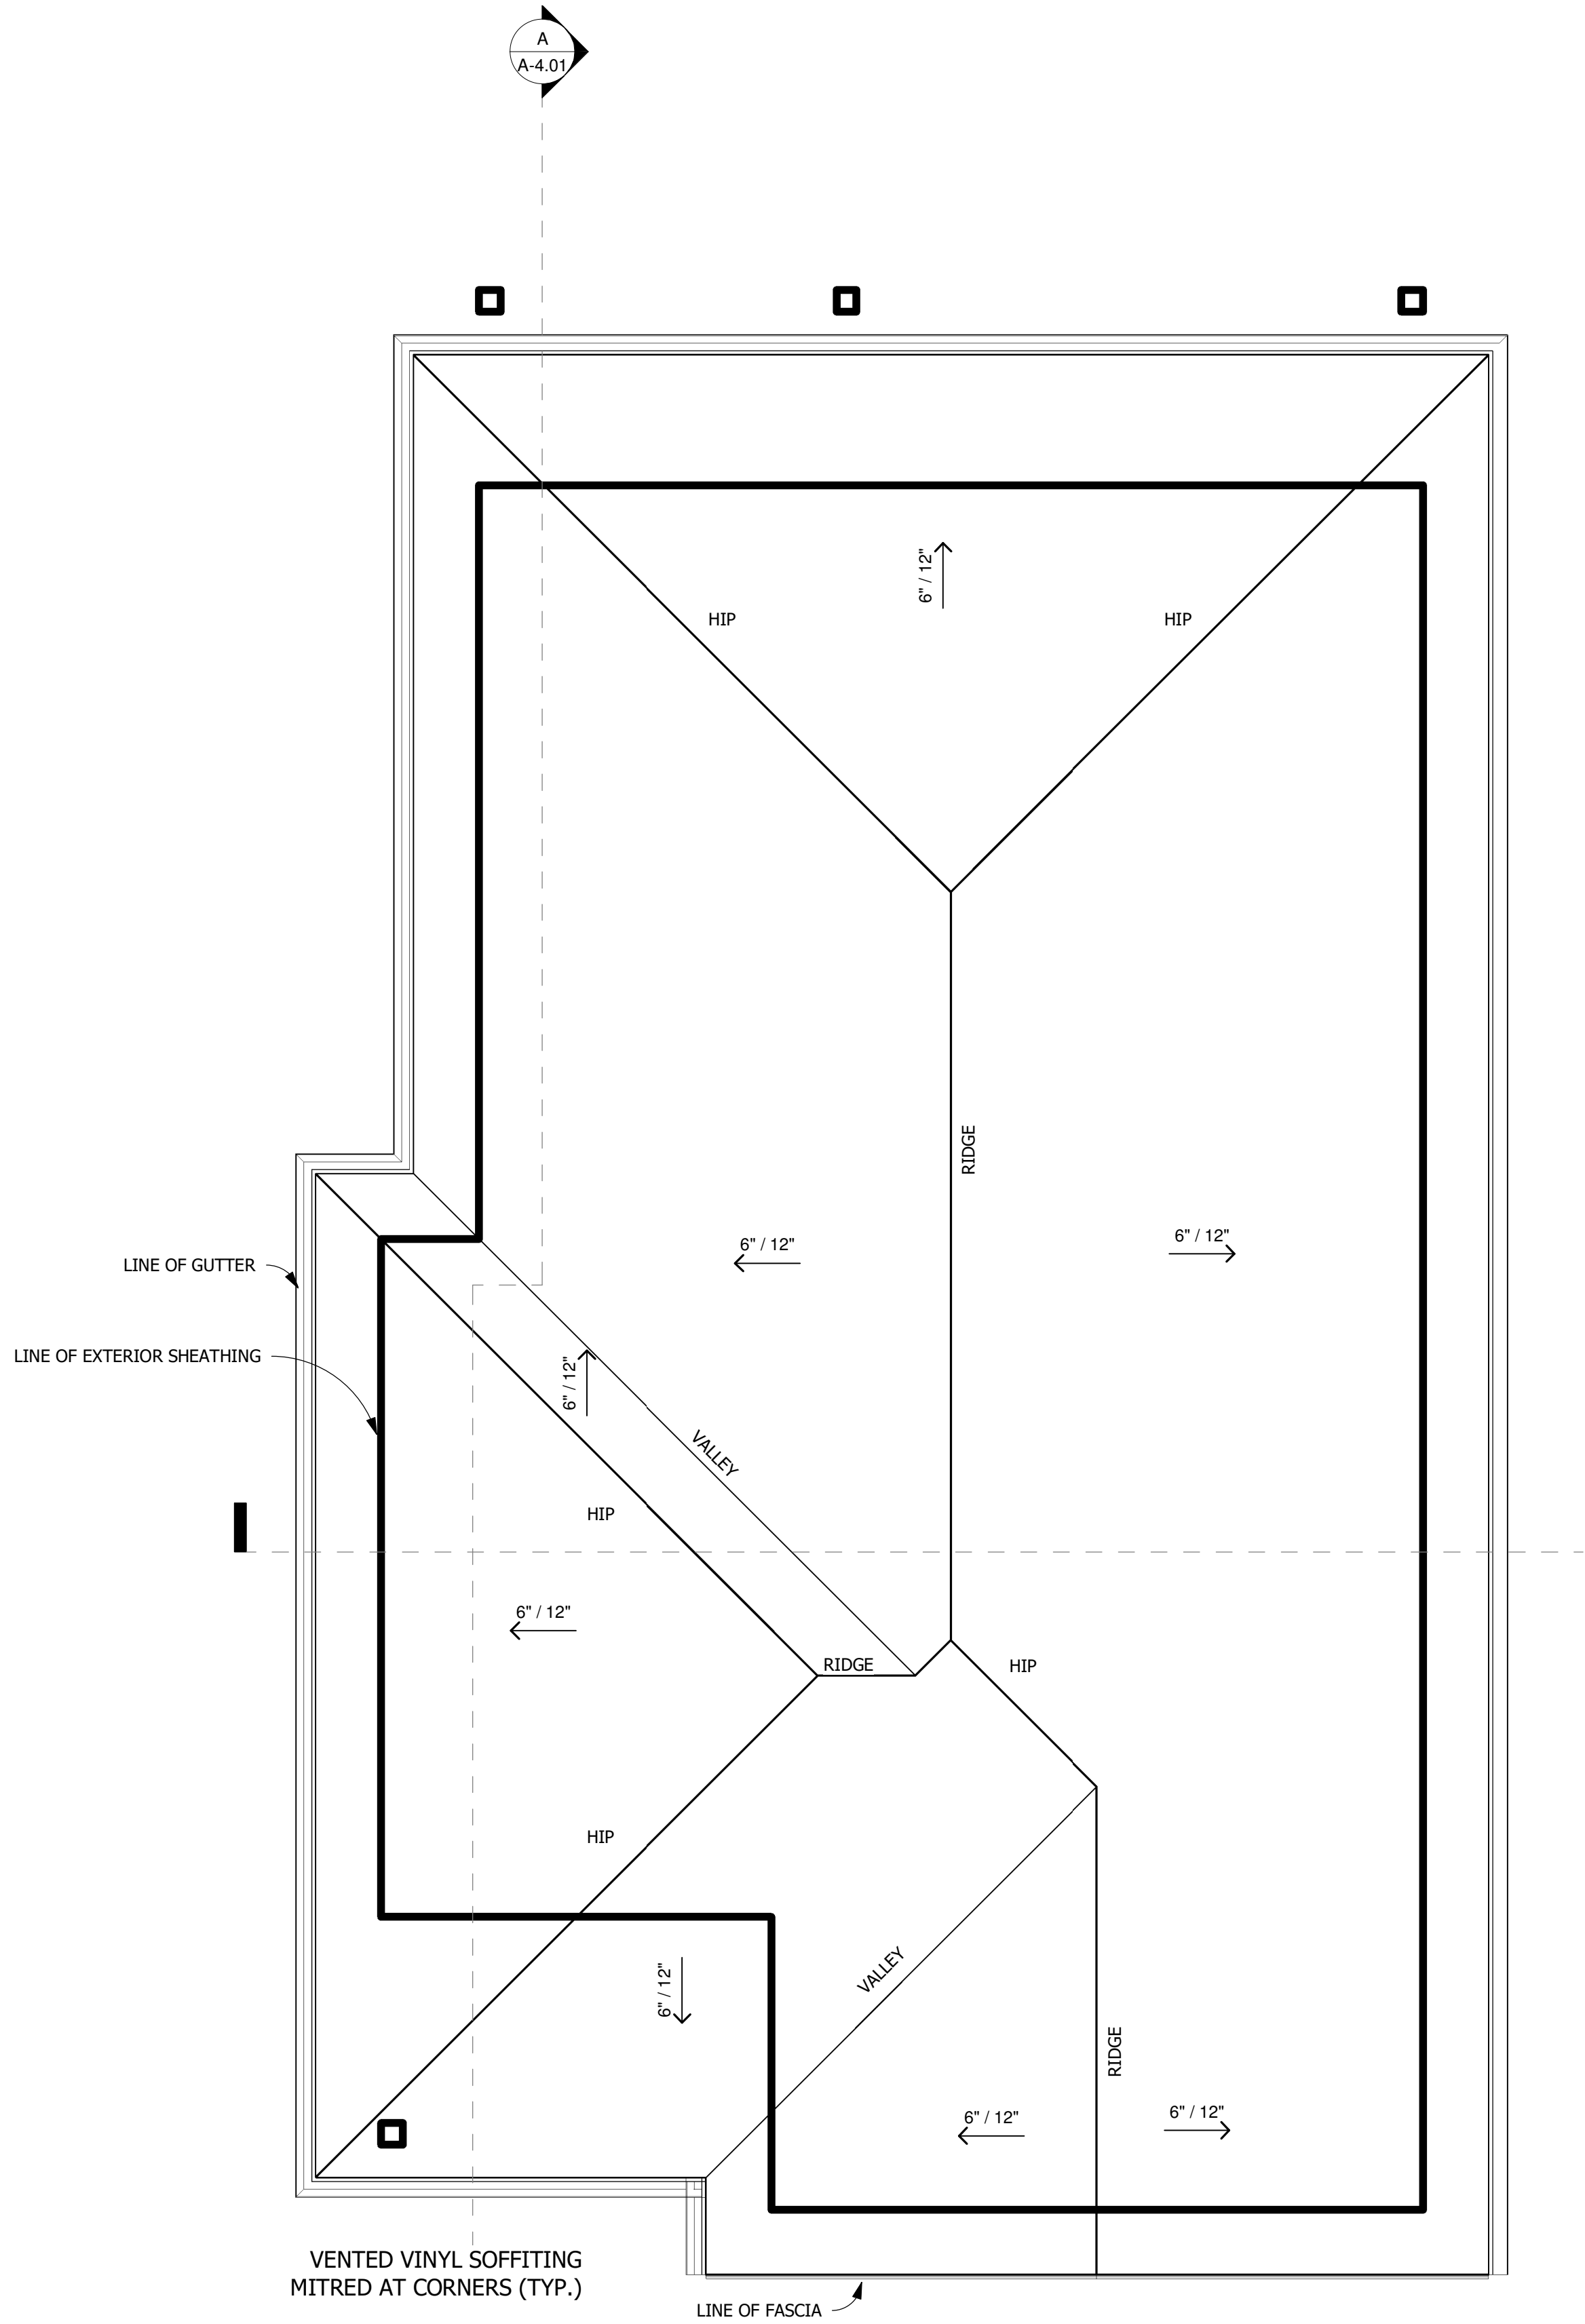 A
A-4.01
6" / 12"
HIP
HIP
RIDGE
6" / 12"
6" / 12"
LINE OF GUTTER
LINE OF EXTERIOR SHEATHING
6" / 12"
VALLEY
HIP
6" / 12"
RIDGE
HIP
HIP
VALLEY
6" / 12"
RIDGE
6" / 12"
6" / 12"
VENTED VINYL SOFFITING
MITRED AT CORNERS (TYP.)
LINE OF FASCIA